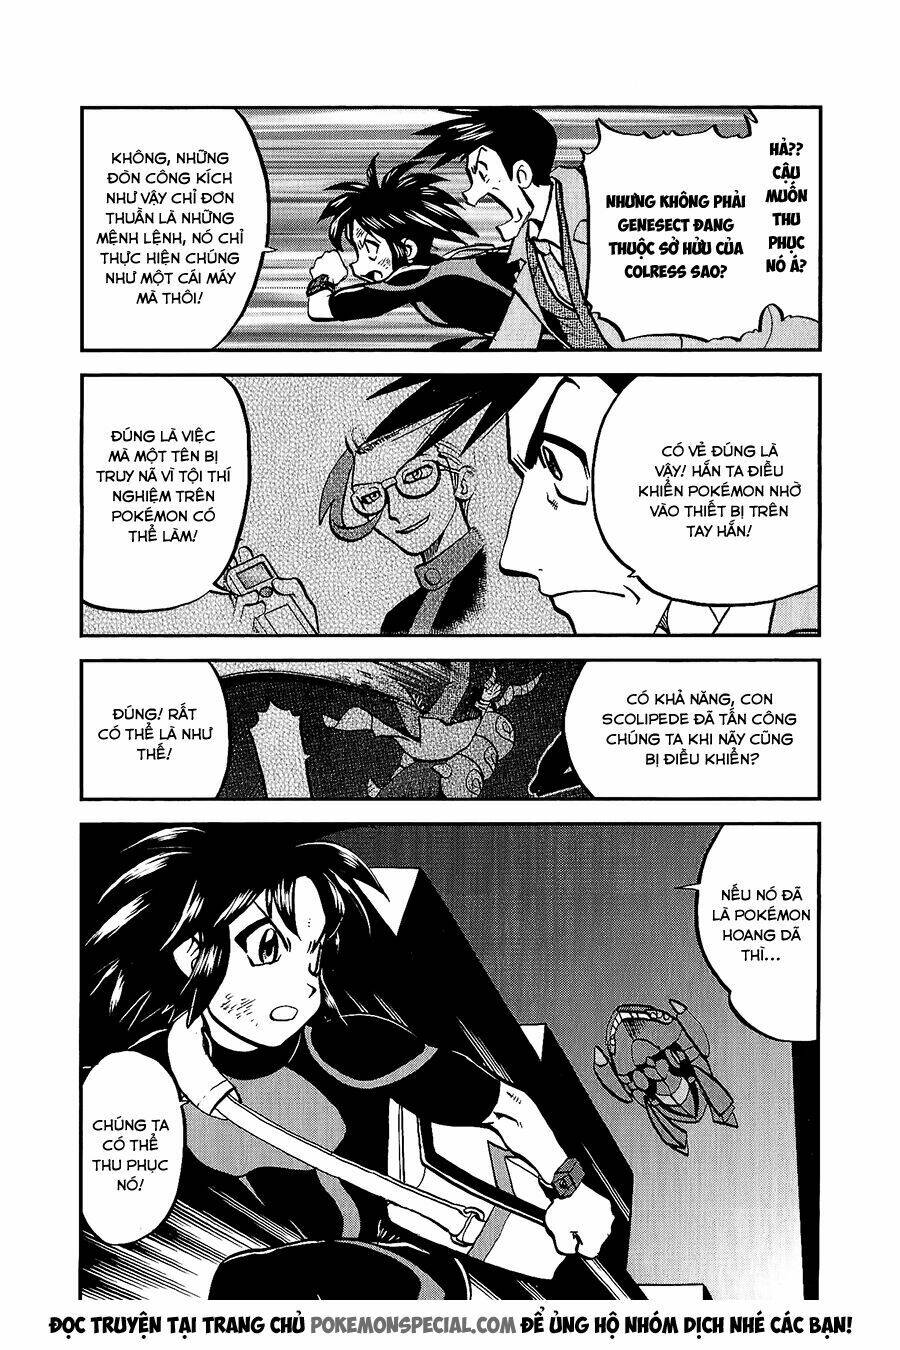 HẢ??
CẬU
MUỐN
THU
PHỤC
NÓ Á?
NHƯNG KHÔNG PHẢI
GENESECT ĐANG
THUỘC SỞ HỮU CỦA
COLRESS SAO?
KHÔNG, NHỮNG
ĐÓN CÔNG KÍCH
NHƯ VẬY CHỈ ĐƠN
THUẦN LÀ NHỮNG
MỆNH LỆNH, NÓ CHỈ
THỰC HIỆN CHÚNG
NHƯ MỘT CÁI MÁY
MÀ THÔI!
CÓ VẺ ĐÚNG LÀ
VẬY! HẮN TA ĐIỀU
KHIỂN POKÉMON NHỜ
VÀO THIẾT BỊ TRÊN
TAY HẮN!
ĐÚNG LÀ VIỆC
MÀ MỘT TÊN BỊ
TRUY NÃ VÌ TỘI THÍ
NGHIỆM TRÊN
POKÉMON CÓ
THỂ LÀM!
CÓ KHẢ NĂNG, CON
SCOLIPEDE ĐÃ TẤN CÔNG
CHÚNG TA KHI NÃY CŨNG
BỊ ĐIỀU KHIỂN?
ĐÚNG! RẤT
CÓ THỂ LÀ NHƯ
THẾ!
NẾU NÓ ĐÃ
LÀ POKÉMON
HOANG DÃ
THÌ...
CHÚNG TA
CÓ THỂ
THU PHỤC
NÓ!
ĐỌC TRUYỆN TẠI TRANG CHỦ POKEMONSPECIAL.COM ĐỂ ỦNG HỘ NHÓM DỊCH NHÉ CÁC BẠN!